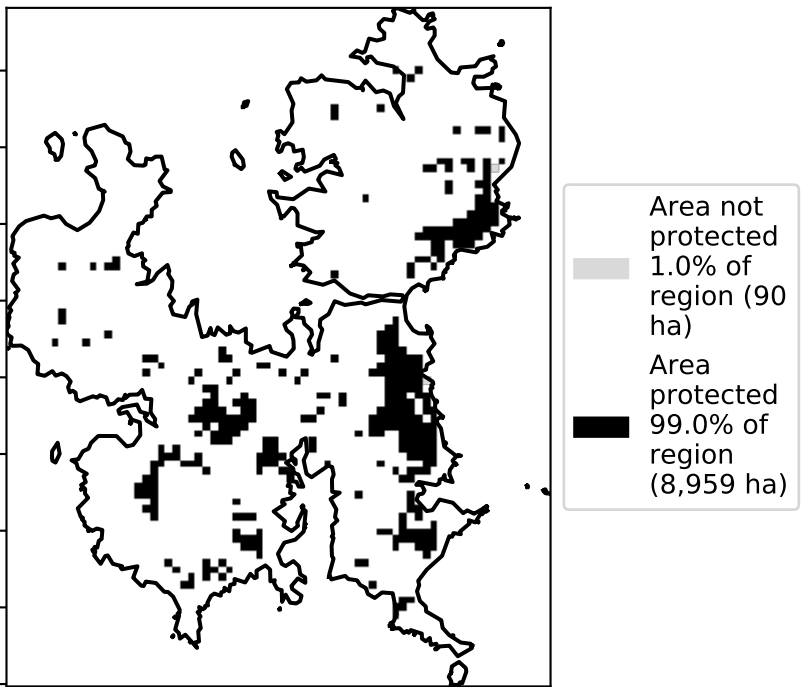 Area not
protected
1.0% of
region (90
ha)
Area
protected
99.0% of
region
(8,959 ha)